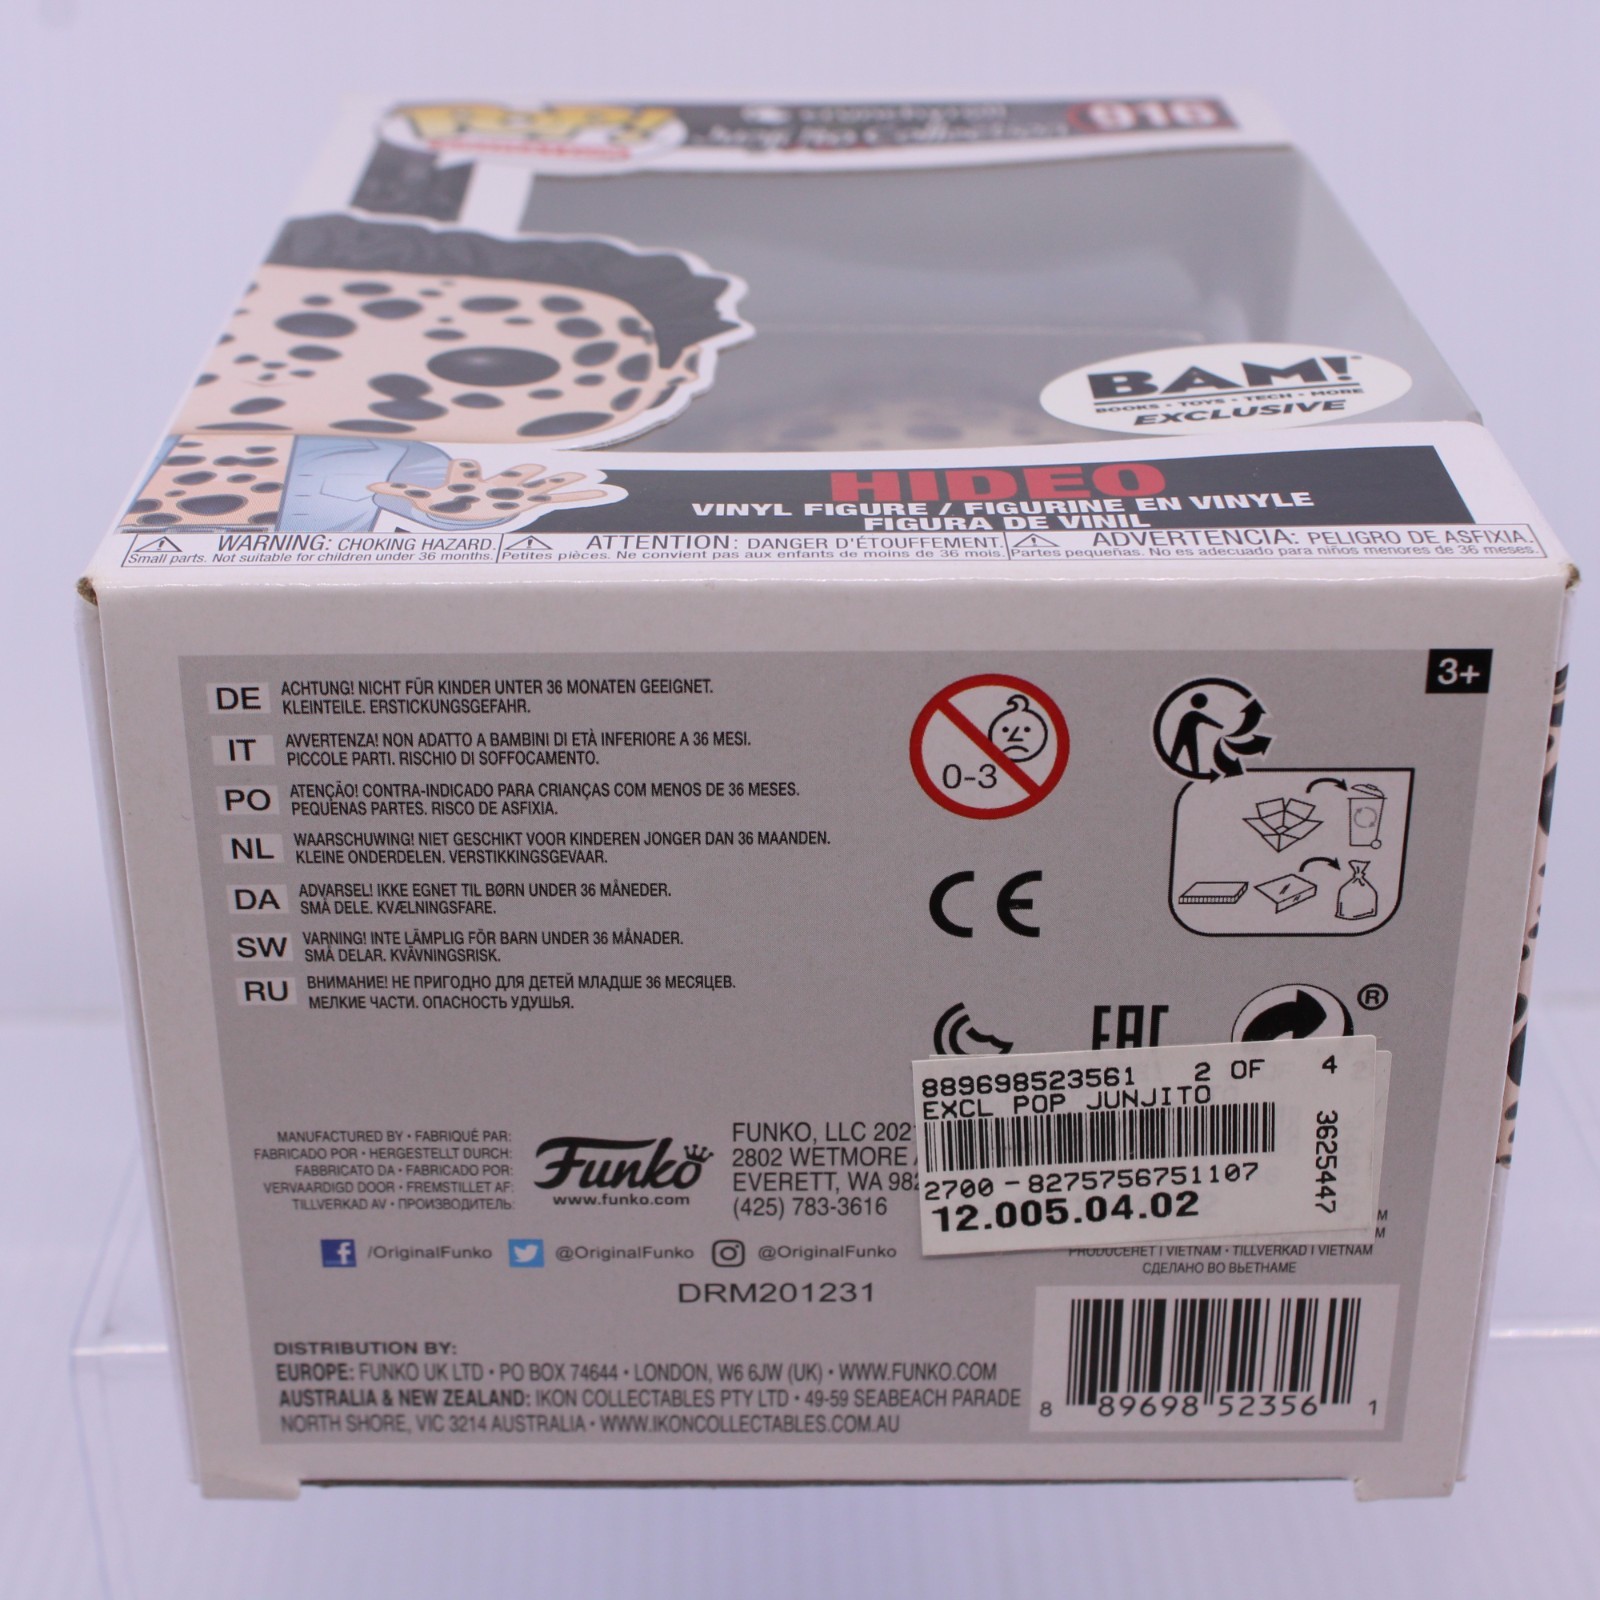 POP!
916
BAM!
BOOKS • TOYS • TECH • MORE
EXCLUSIVE
HIDEO
VINYL FIGURE / FIGURINE EN VINYLE
FIGURA DE VINIL
WARNING: CHOKING HAZARD.
Small parts. Not suitable for children under 36 months.
ATTENTION: DANGER D'ÉTOUFFEMENT.
Petites pièces. Ne convient pas aux enfants de moins de 36 mois.
ADVERTENCIA: PELIGRO DE ASFIXIA.
Partes pequeñas. No es adecuado para niños menores de 36 meses.
3+
DE ACHTUNG! NICHT FÜR KINDER UNTER 36 MONATEN GEEIGNET.
KLEINTEILE. ERSTICKUNGSGEFAHR.
IT AVVERTENZA! NON ADATTO A BAMBINI DI ETÀ INFERIORE A 36 MESI.
PICCOLE PARTI. RISCHIO DI SOFFOCAMENTO.
PO ATENÇÃO! CONTRA-INDICADO PARA CRIANÇAS COM MENOS DE 36 MESES.
PEQUENAS PARTES. RISCO DE ASFIXIA.
NL WAARSCHUWING! NIET GESCHIKT VOOR KINDEREN JONGER DAN 36 MAANDEN.
KLEINE ONDERDELEN. VERSTIKKINGSGEVAAR.
DA ADVARSEL! IKKE EGNET TIL BØRN UNDER 36 MÅNEDER.
SMÅ DELE. KVÆLNINGSFARE.
SW VARNING! INTE LÄMPLIG FÖR BARN UNDER 36 MÅNADER.
SMÅ DELAR. KVÄVNINGSRISK.
RU ВНИМАНИЕ! НЕ ПРИГОДНО ДЛЯ ДЕТЕЙ МЛАДШЕ 36 МЕСЯЦЕВ.
МЕЛКИЕ ЧАСТИ. ОПАСНОСТЬ УДУШЬЯ.
0-3
CE
EAC
®
889698523561 2 OF 4
EXCL POP JUNJITO
2700-8275756751107
12.005.04.02
3625447
MANUFACTURED BY • FABRIQUÉ PAR:
FABRICADO POR • HERGESTELLT DURCH:
FABBRICATO DA • FABRICADO POR:
VERVAARDIGD DOOR • FREMSTILLET AF:
TILLVERKAD AV • ПРОИЗВОДИТЕЛЬ:
Funko
www.funko.com
FUNKO, LLC 202
2802 WETMORE
EVERETT, WA 982
(425) 783-3616
/OriginalFunko @OriginalFunko @OriginalFunko
DRM201231
PRODUCERET I VIETNAM • TILLVERKAD I VIETNAM
СДЕЛАНО ВО ВЬЕТНАМЕ
DISTRIBUTION BY:
EUROPE: FUNKO UK LTD • PO BOX 74644 • LONDON, W6 6JW (UK) • WWW.FUNKO.COM
AUSTRALIA & NEW ZEALAND: IKON COLLECTABLES PTY LTD • 49-59 SEABEACH PARADE
NORTH SHORE, VIC 3214 AUSTRALIA • WWW.IKONCOLLECTABLES.COM.AU
8 89698 52356 1